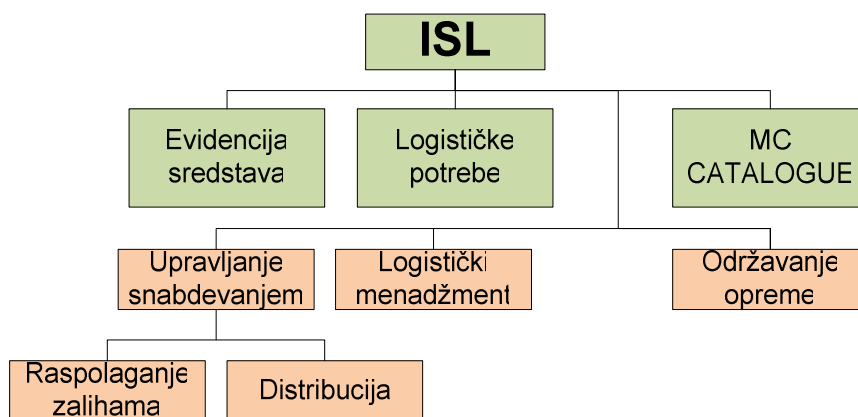 ISL
Evidencija
sredstava
Logističke
potrebe
MC
CATALOGUE
Upravljanje
snabdevanjem
Logistički
menadžment
Održavanje
opreme
Raspolaganje
zalihama
Distribucija